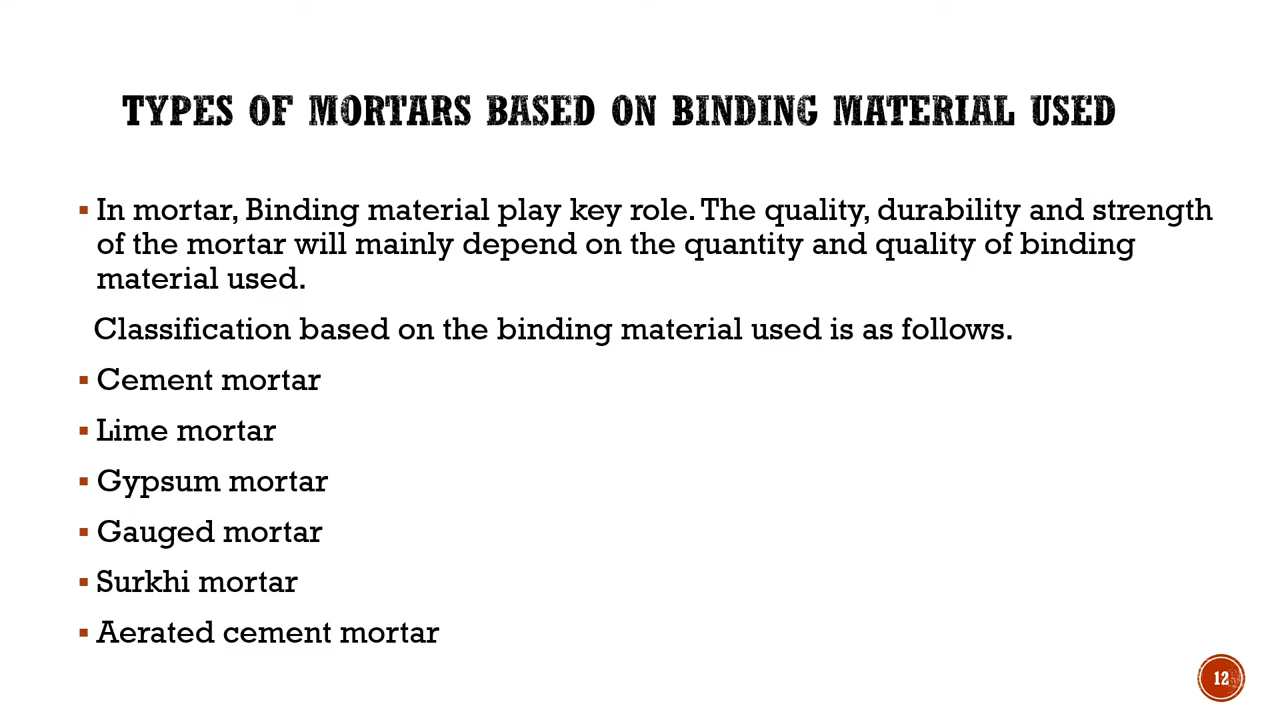 TYPES OF MORTARS BASED ON BINDING MATERIAL USED
▪ In mortar, Binding material play key role. The quality, durability and strength
of the mortar will mainly depend on the quantity and quality of binding
material used.
Classification based on the binding material used is as follows.
▪ Cement mortar
▪ Lime mortar
▪ Gypsum mortar
▪ Gauged mortar
▪ Surkhi mortar
▪ Aerated cement mortar
12